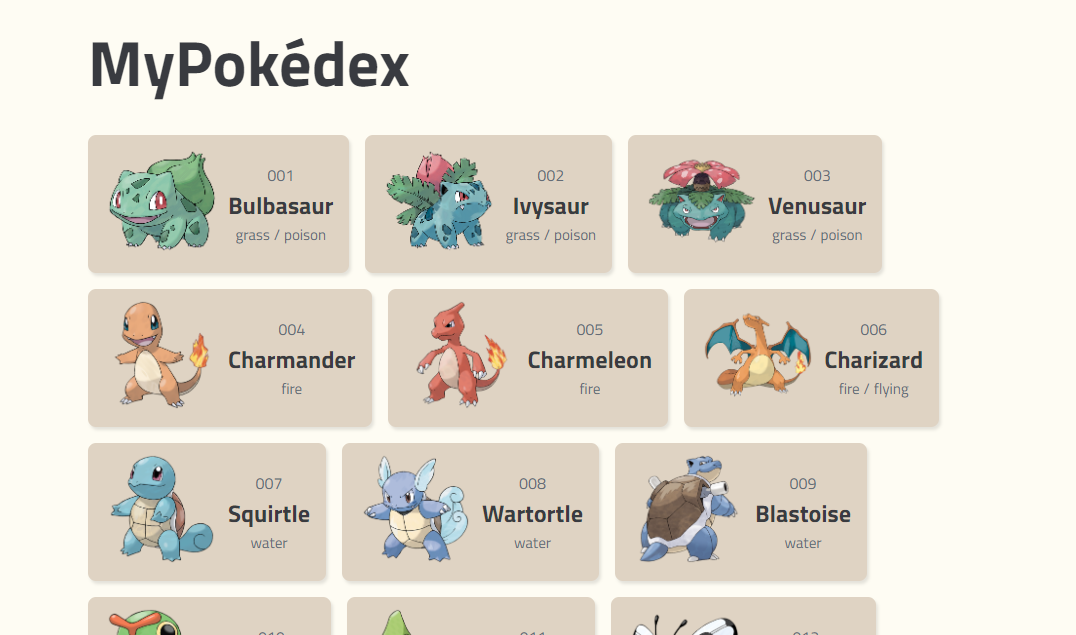 MyPokédex
001
Bulbasaur
grass / poison
002
Ivysaur
grass / poison
003
Venusaur
grass / poison
004
Charmander
fire
005
Charmeleon
fire
006
Charizard
fire / flying
007
Squirtle
water
008
Wartortle
water
009
Blastoise
water